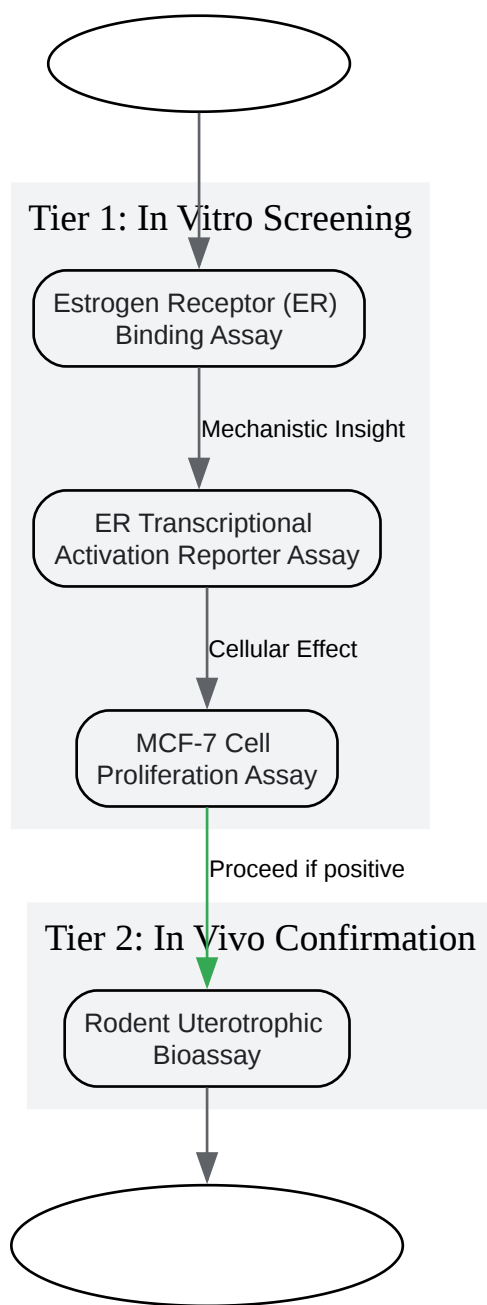 Tier 1: In Vitro Screening
Estrogen Receptor (ER)
Binding Assay
Mechanistic Insight
ER Transcriptional
Activation Reporter Assay
Cellular Effect
MCF-7 Cell
Proliferation Assay
Proceed if positive
Tier 2: In Vivo Confirmation
Rodent Uterotrophic
Bioassay